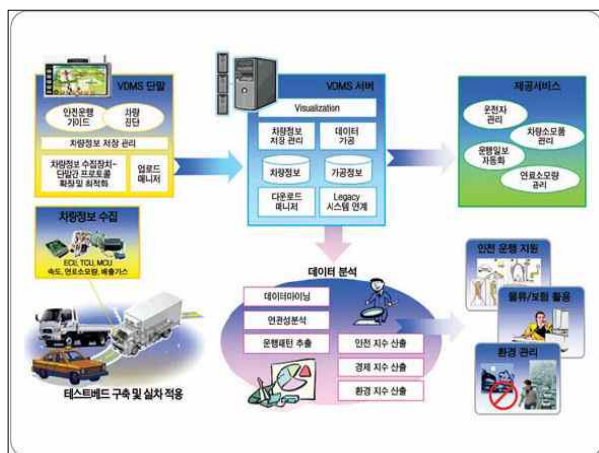 VDMS 단말
안전운행
가이드
차량
진단
차량정보 저장 관리
차량정보 수집장치-
단말간 프로토콜
확장 및 최적화
업로드
매니저
VDMS 서버
Visualization
차량정보
저장 관리
데이터
가공
차량정보
가공정보
다운로드
매니저
Legacy
시스템 연계
제공서비스
운전자
관리
차량소모품
관리
운행일보
자동화
연료소모량
관리
차량정보 수집
ECU, TCU, MCU
속도, 연료소모량, 배출가스
테스트베드 구축 및 실차 적용
데이터 분석
데이터마이닝
연관성분석
운행패턴 추출
안전 지수 산출
경제 지수 산출
환경 지수 산출
안전 운행 지원
물류/보험 활용
환경 관리